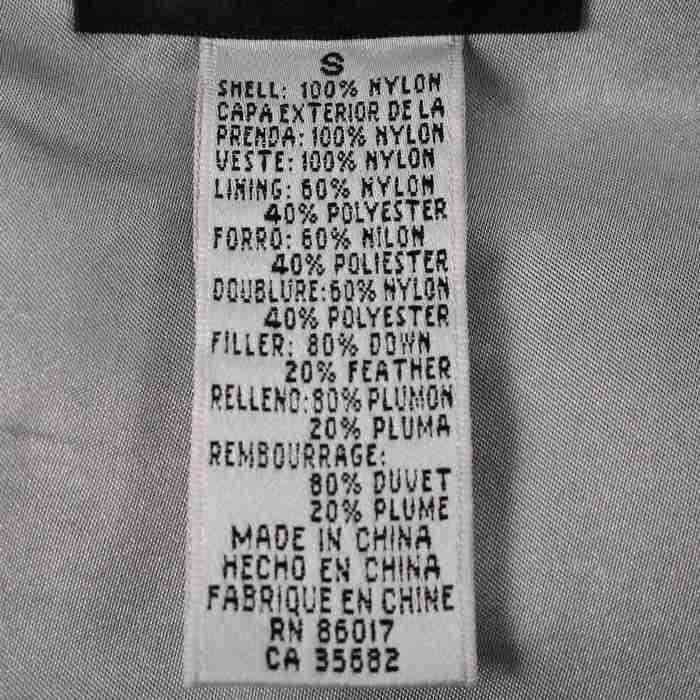 S
SHELL: 100% NYLON
CAPA EXTERIOR DE LA
PRENDA: 100% NYLON
VESTE: 100% NYLON
LINING: 60% NYLON
40% POLYESTER
FORRO: 60% NILON
40% POLIESTER
DOUBLURE: 60% NYLON
40% POLYESTER
FILLER: 80% DOWN
20% FEATHER
RELLENO: 80% PLUMON
20% PLUMA
REMBOURRAGE:
80% DUVET
20% PLUME
MADE IN CHINA
HECHO EN CHINA
FABRIQUE EN CHINE
RN 86017
CA 35682